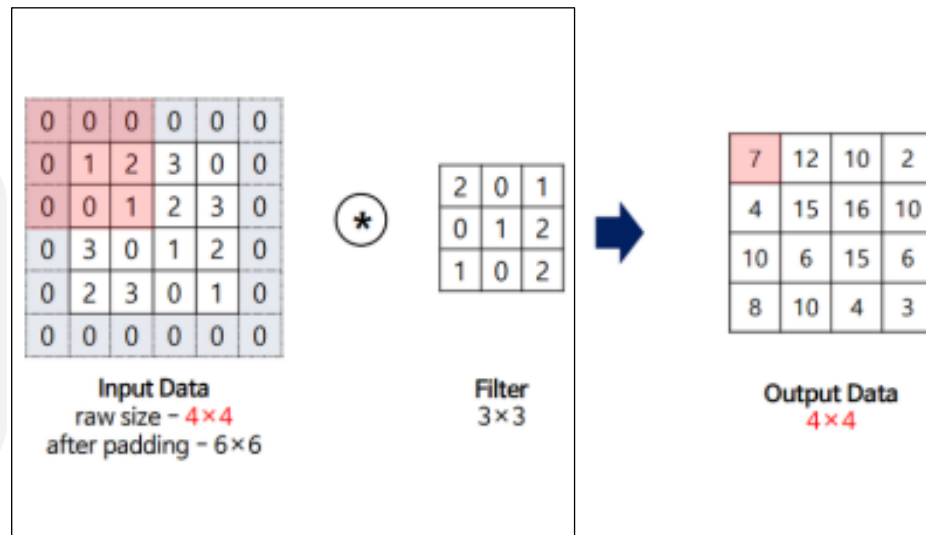 0 0 0 0 0 0
0 1 2 3 0 0
0 0 1 2 3 0
0 3 0 1 2 0
0 2 3 0 1 0
0 0 0 0 0 0
Input Data
raw size - 4×4
after padding - 6×6
*
2 0 1
0 1 2
1 0 2
Filter
3×3
7 12 10 2
4 15 16 10
10 6 15 6
8 10 4 3
Output Data
4×4